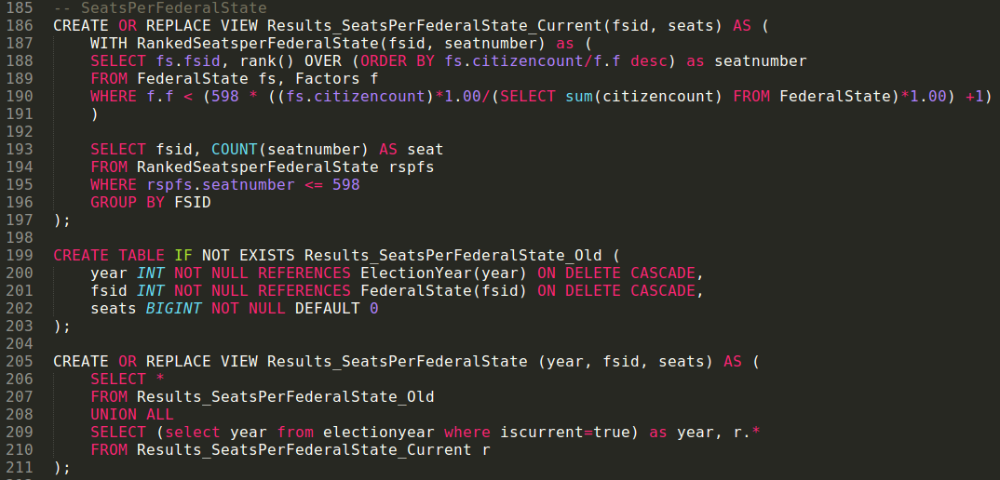 185 -- SeatsPerFederalState
186 CREATE OR REPLACE VIEW Results_SeatsPerFederalState_Current(fsid, seats) AS (
187 WITH RankedSeatsperFederalState(fsid, seatnumber) as (
188 SELECT fs.fsid, rank() OVER (ORDER BY fs.citizencount/f.f desc) as seatnumber
189 FROM FederalState fs, Factors f
190 WHERE f.f < (598 * ((fs.citizencount)*1.00/(SELECT sum(citizencount) FROM FederalState)*1.00) +1)
191 )
192
193 SELECT fsid, COUNT(seatnumber) AS seat
194 FROM RankedSeatsperFederalState rspfs
195 WHERE rspfs.seatnumber <= 598
196 GROUP BY FSID
197 );
198
199 CREATE TABLE IF NOT EXISTS Results_SeatsPerFederalState_Old (
200 year INT NOT NULL REFERENCES ElectionYear(year) ON DELETE CASCADE,
201 fsid INT NOT NULL REFERENCES FederalState(fsid) ON DELETE CASCADE,
202 seats BIGINT NOT NULL DEFAULT 0
203 );
204
205 CREATE OR REPLACE VIEW Results_SeatsPerFederalState (year, fsid, seats) AS (
206 SELECT *
207 FROM Results_SeatsPerFederalState_Old
208 UNION ALL
209 SELECT (select year from electionyear where iscurrent=true) as year, r.*
210 FROM Results_SeatsPerFederalState_Current r
211 );